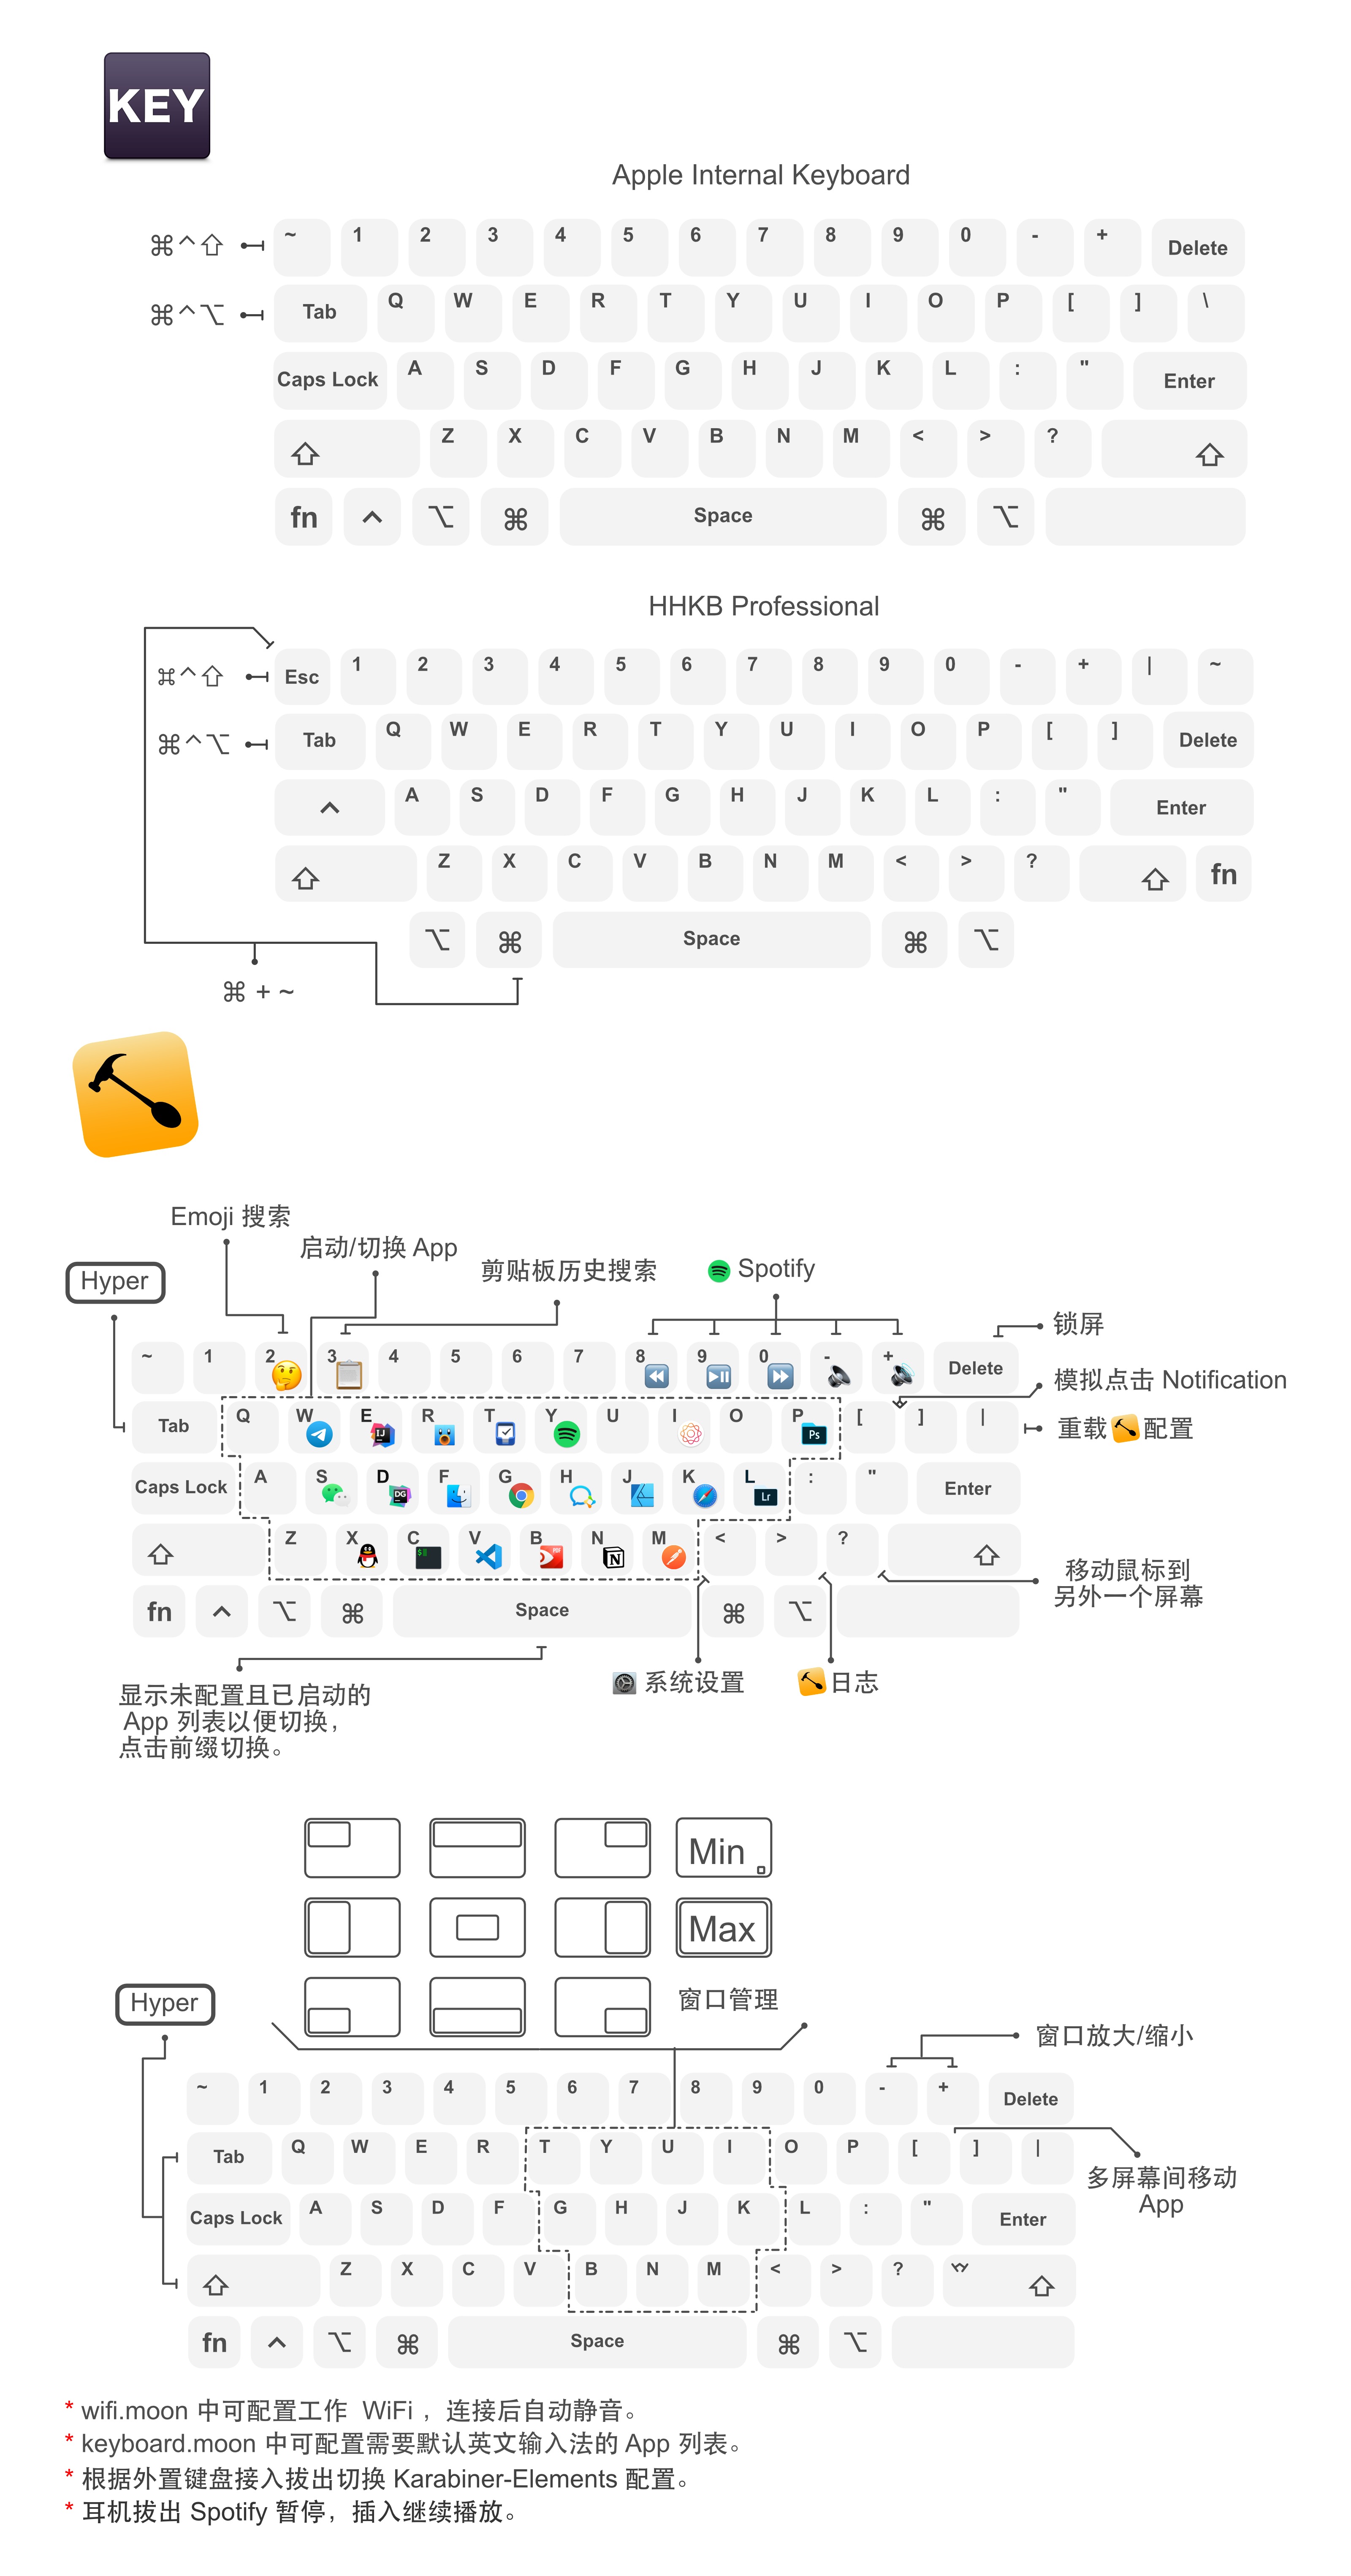 KEY
Apple Internal Keyboard
⌘⌃⇧ ~ 1 2 3 4 5 6 7 8 9 0 - + Delete
⌘⌃⌥ Tab Q W E R T Y U I O P [ ] \
Caps Lock A S D F G H J K L : " Enter
⇧ Z X C V B N M < > ? ⇧
fn ⌃ ⌥ ⌘ Space ⌘ ⌥
HHKB Professional
⌘⌃⇧ Esc 1 2 3 4 5 6 7 8 9 0 - + | ~
⌘⌃⌥ Tab Q W E R T Y U I O P [ ] Delete
⌃ A S D F G H J K L : " Enter
⇧ Z X C V B N M < > ? ⇧ fn
⌥ ⌘ Space ⌘ ⌥
⌘ + ~
Emoji 搜索
启动/切换 App
剪贴板历史搜索
Spotify
Hyper
锁屏
~ 1 2 3 4 5 6 7 8 9 0 - + Delete
模拟点击 Notification
Tab Q W E R T Y U I O P [ ] |
重载 配置
IJ
Ps
Caps Lock A S D F G H J K L : " Enter
DG
Lr
⇧ Z X C V B N M < > ? ⇧
移动鼠标到
另外一个屏幕
fn ⌃ ⌥ ⌘ Space ⌘ ⌥
系统设置
日志
显示未配置且已启动的
App 列表以便切换，
点击前缀切换。
Min
Max
窗口管理
Hyper
窗口放大/缩小
~ 1 2 3 4 5 6 7 8 9 0 - + Delete
Tab Q W E R T Y U I O P [ ] |
多屏幕间移动
App
Caps Lock A S D F G H J K L : " Enter
⇧ Z X C V B N M < > ? ⇧
fn ⌃ ⌥ ⌘ Space ⌘ ⌥
* wifi.moon 中可配置工作 WiFi ，连接后自动静音。
* keyboard.moon 中可配置需要默认英文输入法的 App 列表。
* 根据外置键盘接入拔出切换 Karabiner-Elements 配置。
* 耳机拔出 Spotify 暂停，插入继续播放。